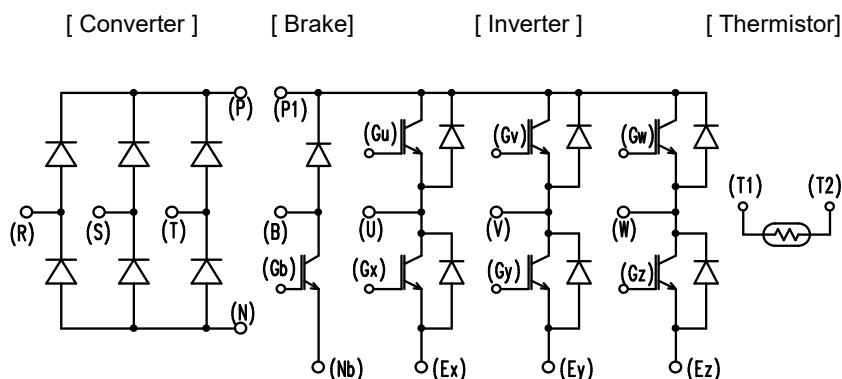 [ Converter ] [ Brake] [ Inverter ] [ Thermistor]
(P) (P1)
(Gu) (Gv) (Gw)
(T1) (T2)
(R) (S) (T) (B) (U) (V) (W)
(Gb) (Gx) (Gy) (Gz)
(N)
(Nb) (Ex) (Ey) (Ez)